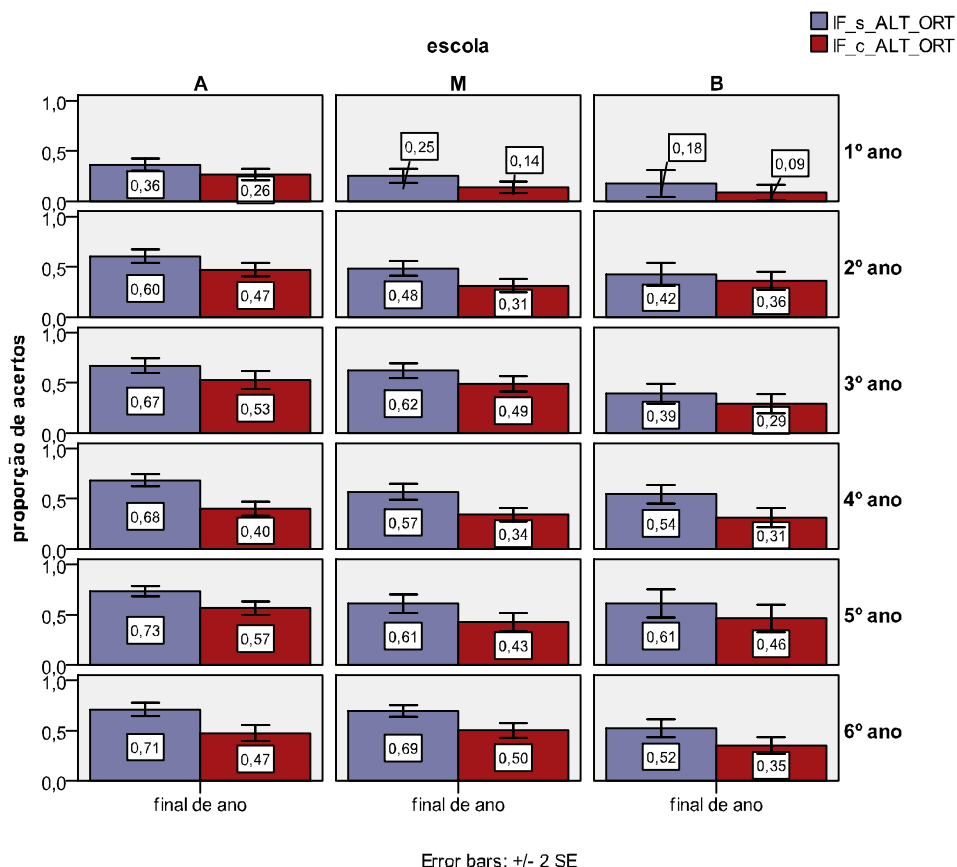 IF_s_ALT_ORT
IF_c_ALT_ORT
escola
A M B
1,0
0,5
0,0
0,36 0,26 0,25 0,14 0,18 0,09
1º ano
1,0
0,5
0,0
0,60 0,47 0,48 0,31 0,42 0,36
2º ano
1,0
0,5
0,0
0,67 0,53 0,62 0,49 0,39 0,29
3º ano
1,0
0,5
0,0
0,68 0,40 0,57 0,34 0,54 0,31
4º ano
1,0
0,5
0,0
0,73 0,57 0,61 0,43 0,61 0,46
5º ano
1,0
0,5
0,0
0,71 0,47 0,69 0,50 0,52 0,35
6º ano
proporção de acertos
final de ano final de ano final de ano
Error bars: +/- 2 SE